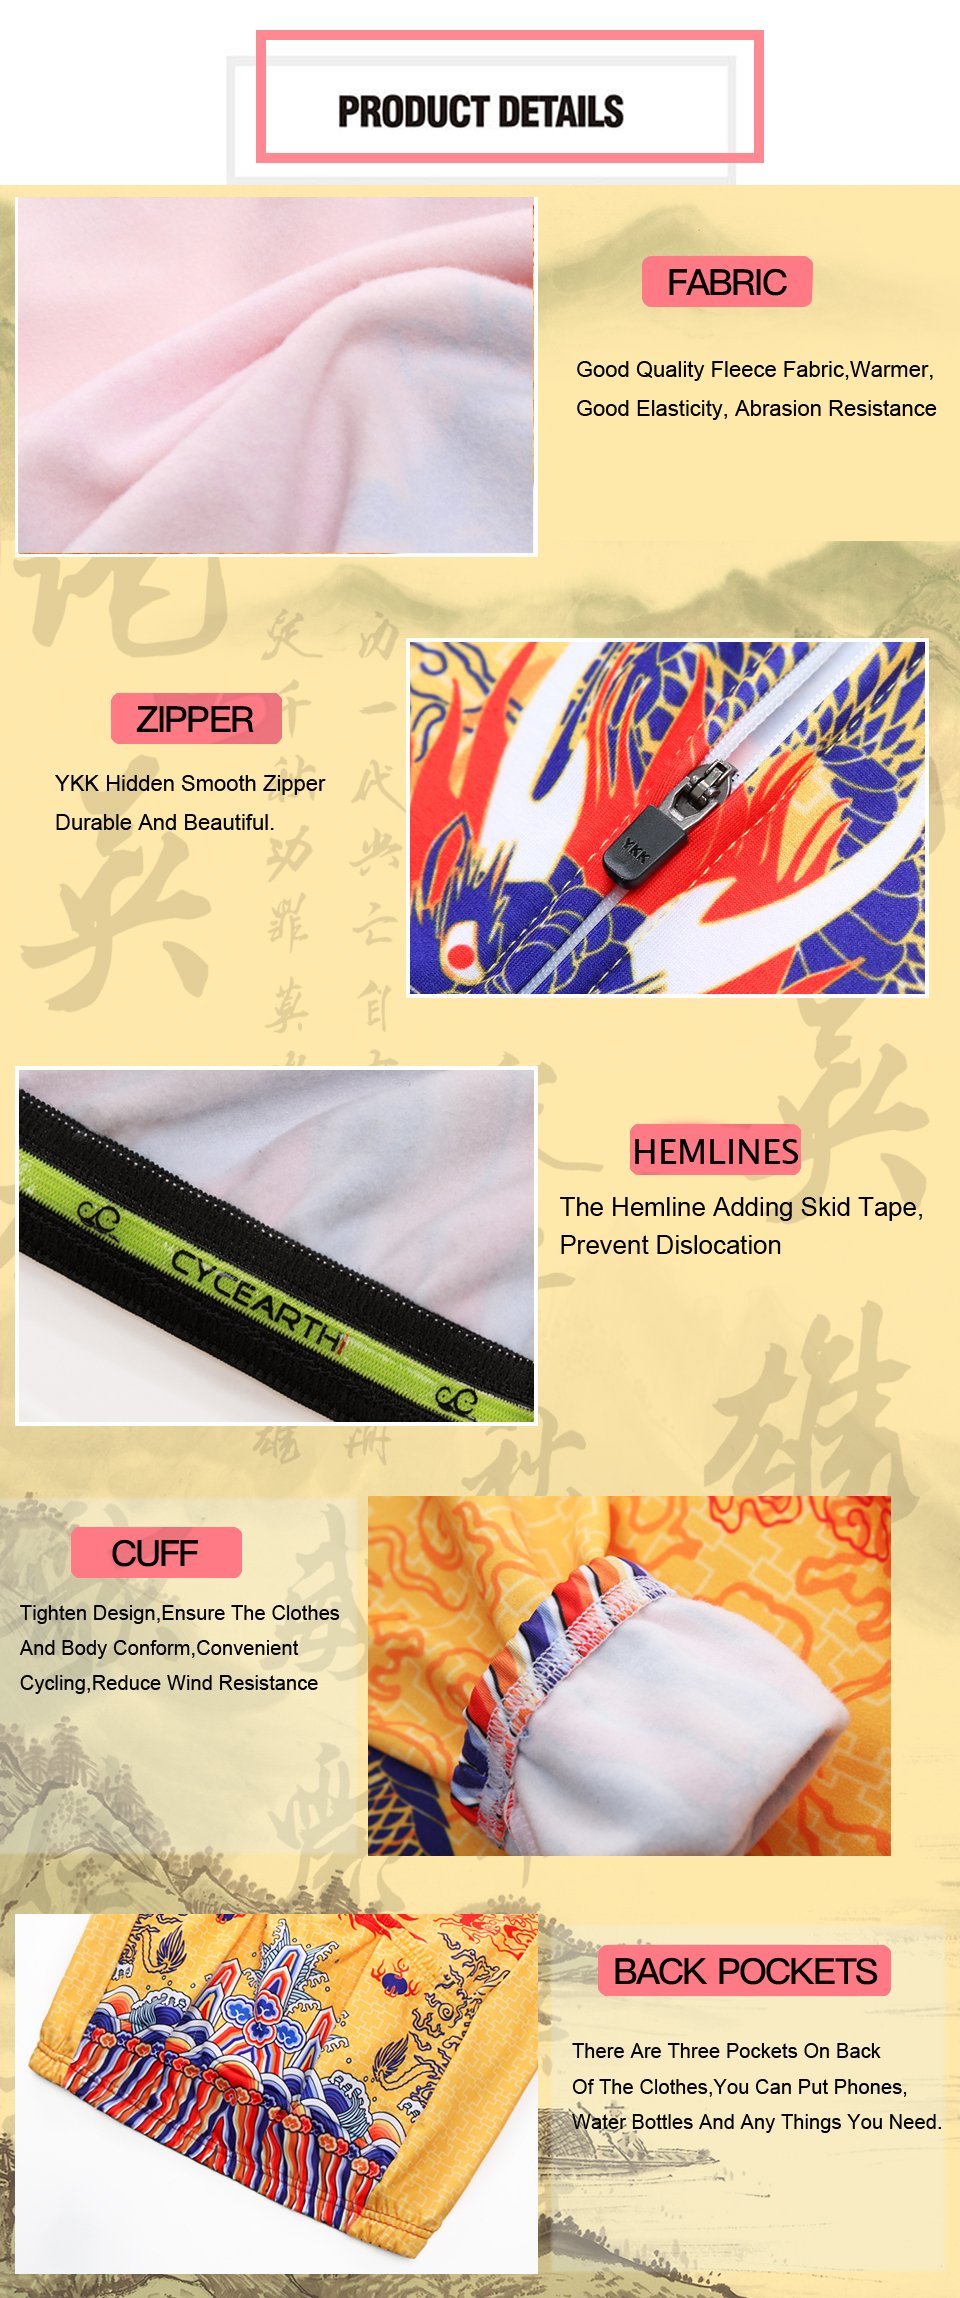 PRODUCT DETAILS
FABRIC
Good Quality Fleece Fabric,Warmer,
Good Elasticity, Abrasion Resistance
ZIPPER
YKK Hidden Smooth Zipper
Durable And Beautiful.
YKK
HEMLINES
The Hemline Adding Skid Tape,
Prevent Dislocation
CYCEARTH
CUFF
Tighten Design,Ensure The Clothes
And Body Conform,Convenient
Cycling,Reduce Wind Resistance
BACK POCKETS
There Are Three Pockets On Back
Of The Clothes,You Can Put Phones,
Water Bottles And Any Things You Need.